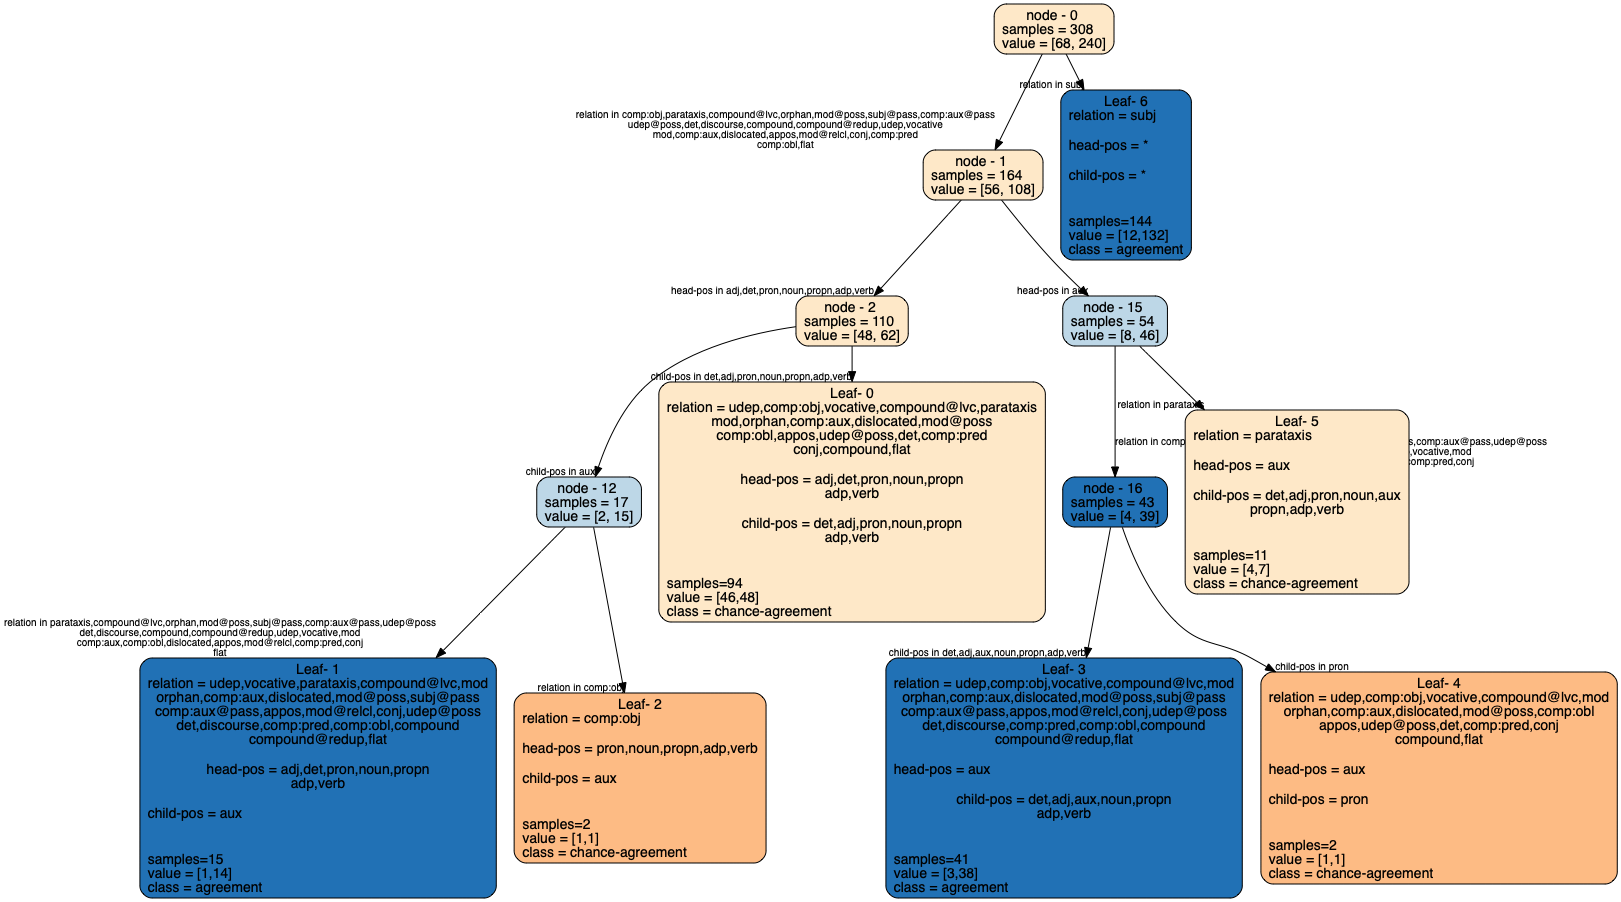 node - 0
samples = 308
value = [68, 240]
relation in subj
Leaf- 6
relation = subj
head-pos = *
child-pos = *
samples=144
value = [12,132]
class = agreement
relation in comp:obj,parataxis,compound@lvc,orphan,mod@poss,subj@pass,comp:aux@pass
udep@poss,det,discourse,compound,compound@redup,udep,vocative
mod,comp:aux,dislocated,appos,mod@relcl,conj,comp:pred
comp:obl,flat
node - 1
samples = 164
value = [56, 108]
head-pos in adj,det,pron,noun,propn,adp,verb
node - 2
samples = 110
value = [48, 62]
head-pos in aux
node - 15
samples = 54
value = [8, 46]
child-pos in det,adj,pron,noun,propn,adp,verb
Leaf- 0
relation = udep,comp:obj,vocative,compound@lvc,parataxis
mod,orphan,comp:aux,dislocated,mod@poss
comp:obl,appos,udep@poss,det,comp:pred
conj,compound,flat
head-pos = adj,det,pron,noun,propn
adp,verb
child-pos = det,adj,pron,noun,propn
adp,verb
samples=94
value = [46,48]
class = chance-agreement
relation in parataxis
Leaf- 5
relation = parataxis
head-pos = aux
child-pos = det,adj,pron,noun,aux
propn,adp,verb
samples=11
value = [4,7]
class = chance-agreement
relation in comp
s,comp:aux@pass,udep@poss
,vocative,mod
comp:pred,conj
child-pos in aux
node - 12
samples = 17
value = [2, 15]
node - 16
samples = 43
value = [4, 39]
relation in parataxis,compound@lvc,orphan,mod@poss,subj@pass,comp:aux@pass,udep@poss
det,discourse,compound,compound@redup,udep,vocative,mod
comp:aux,comp:obl,dislocated,appos,mod@relcl,comp:pred,conj
flat
Leaf- 1
relation = udep,vocative,parataxis,compound@lvc,mod
orphan,comp:aux,dislocated,mod@poss,subj@pass
comp:aux@pass,appos,mod@relcl,conj,udep@poss
det,discourse,comp:pred,comp:obl,compound
compound@redup,flat
head-pos = adj,det,pron,noun,propn
adp,verb
child-pos = aux
samples=15
value = [1,14]
class = agreement
relation in comp:obj
Leaf- 2
relation = comp:obj
head-pos = pron,noun,propn,adp,verb
child-pos = aux
samples=2
value = [1,1]
class = chance-agreement
child-pos in det,adj,aux,noun,propn,adp,verb
Leaf- 3
relation = udep,comp:obj,vocative,compound@lvc,mod
orphan,comp:aux,dislocated,mod@poss,subj@pass
comp:aux@pass,appos,mod@relcl,conj,udep@poss
det,discourse,comp:pred,comp:obl,compound
compound@redup,flat
head-pos = aux
child-pos = det,adj,aux,noun,propn
adp,verb
samples=41
value = [3,38]
class = agreement
child-pos in pron
Leaf- 4
relation = udep,comp:obj,vocative,compound@lvc,mod
orphan,comp:aux,dislocated,mod@poss,comp:obl
appos,udep@poss,det,comp:pred,conj
compound,flat
head-pos = aux
child-pos = pron
samples=2
value = [1,1]
class = chance-agreement